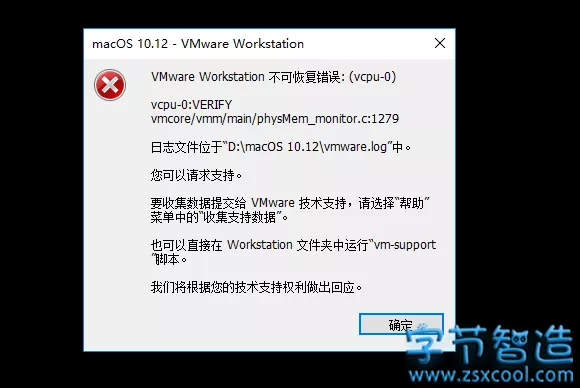 macOS 10.12 - VMware Workstation
VMware Workstation 不可恢复错误: (vcpu-0)
vcpu-0:VERIFY
vmcore/vmm/main/physMem_monitor.c:1279
日志文件位于"D:\macOS 10.12\vmware.log"中。
您可以请求支持。
要收集数据提交给 VMware 技术支持，请选择"帮助"
菜单中的"收集支持数据"。
也可以直接在 Workstation 文件夹中运行"vm-support
"脚本。
我们将根据您的技术支持权利做出回应。
确定
字节智造
www.zsxcool.com